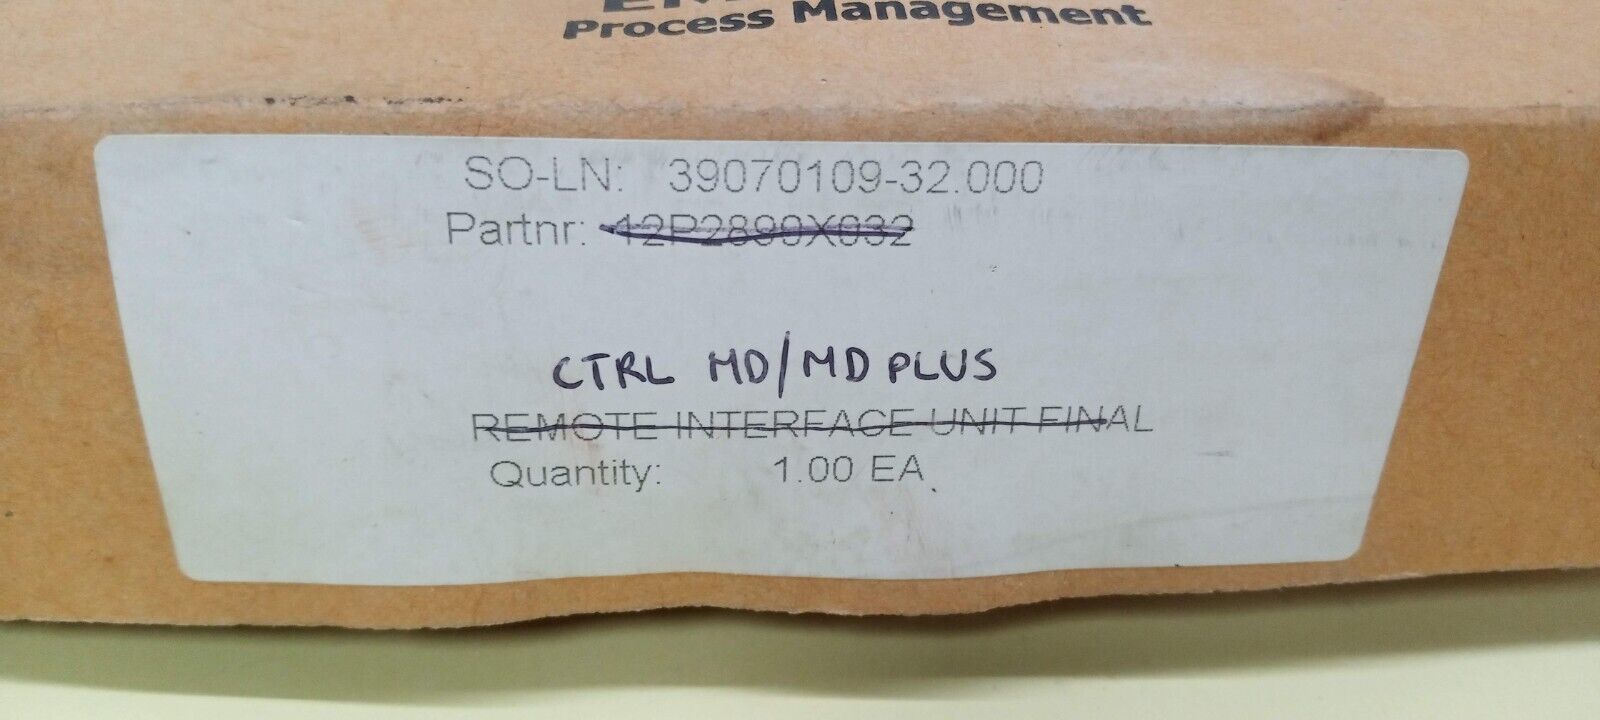 Process Management
SO-LN: 39070109-32.000
Partnr: 12P2899X032
CTRL MD/MD PLUS
REMOTE INTERFACE UNIT FINAL
Quantity: 1.00 EA